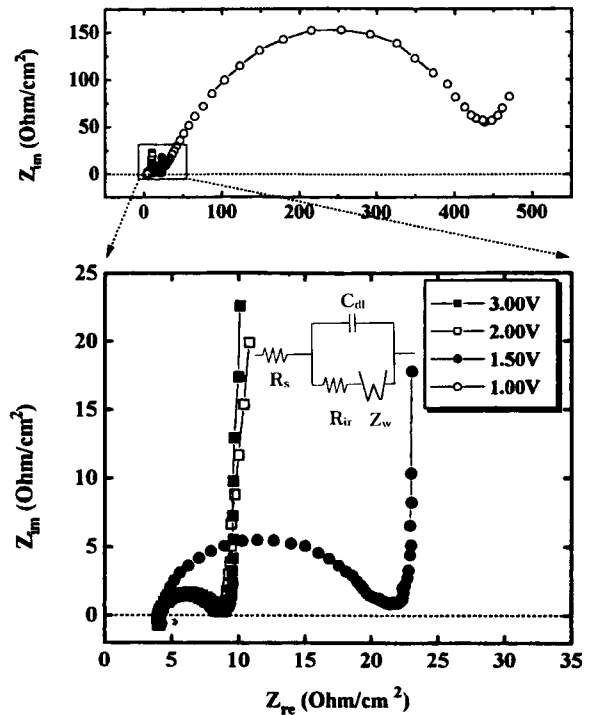 150
100
50
0
Z_im (Ohm/cm²)
0 100 200 300 400 500
25
20
15
10
5
0
Z_im (Ohm/cm²)
C_dl
R_s
R_ir Z_w
3.00V
2.00V
1.50V
1.00V
0 5 10 15 20 25 30 35
Z_re (Ohm/cm²)